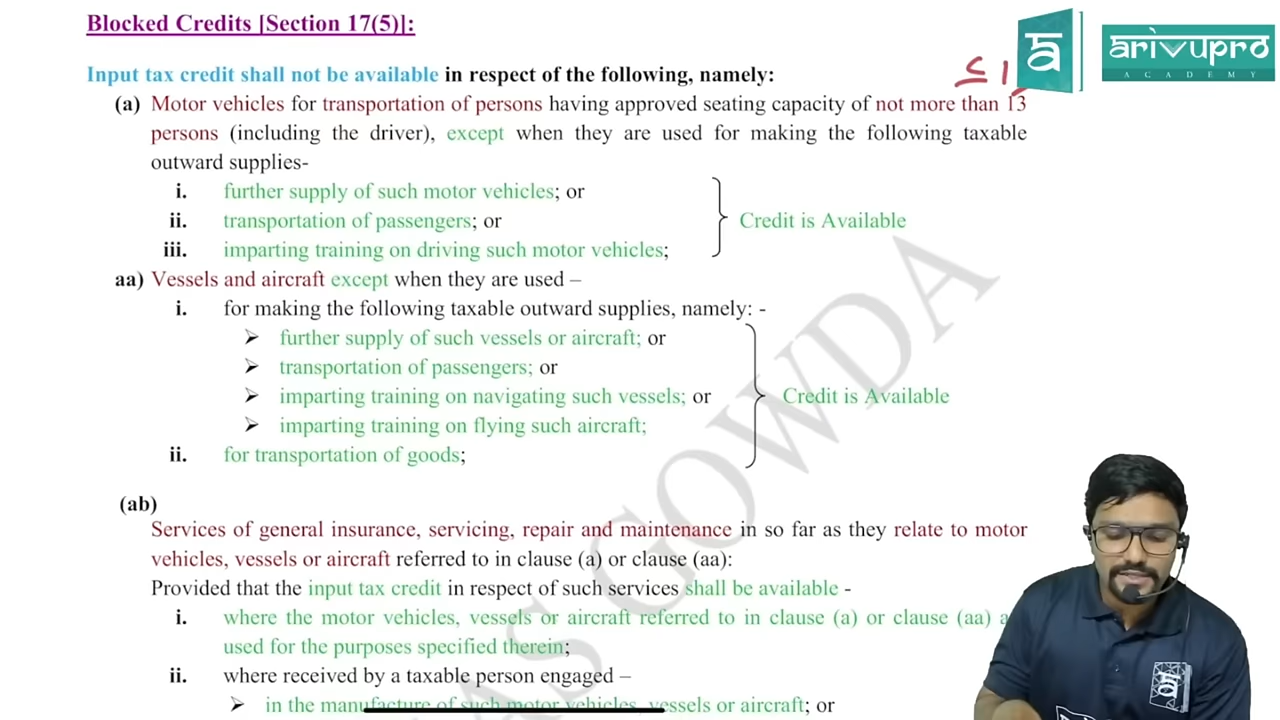 Blocked Credits [Section 17(5)]:
arivupro
ACADEMY
Input tax credit shall not be available in respect of the following, namely:
≤ 1
(a) Motor vehicles for transportation of persons having approved seating capacity of not more than 13
persons (including the driver), except when they are used for making the following taxable
outward supplies-
i. further supply of such motor vehicles; or
ii. transportation of passengers; or
Credit is Available
iii. imparting training on driving such motor vehicles;
aa) Vessels and aircraft except when they are used –
i. for making the following taxable outward supplies, namely: -
➢ further supply of such vessels or aircraft; or
➢ transportation of passengers; or
➢ imparting training on navigating such vessels; or
Credit is Available
➢ imparting training on flying such aircraft;
ii. for transportation of goods;
(ab)
Services of general insurance, servicing, repair and maintenance in so far as they relate to motor
vehicles, vessels or aircraft referred to in clause (a) or clause (aa):
Provided that the input tax credit in respect of such services shall be available -
i. where the motor vehicles, vessels or aircraft referred to in clause (a) or clause (aa) a
used for the purposes specified therein;
ii. where received by a taxable person engaged –
➢ in the manufacture of such motor vehicles, vessels or aircraft; or
AS GOWDA